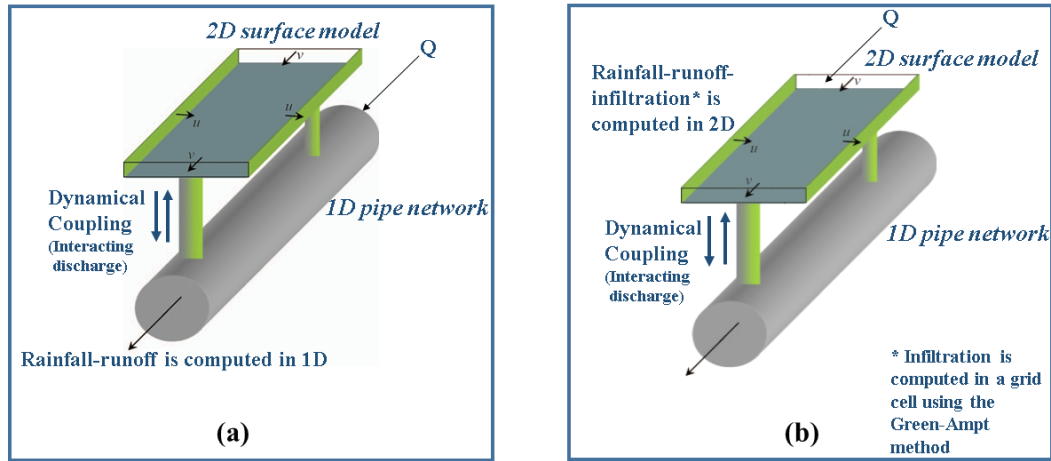 2D surface model
Q
v
u
u
v
Dynamical
Coupling
(Interacting
discharge)
1D pipe network
Rainfall-runoff is computed in 1D
(a)
Q
2D surface model
Rainfall-runoff-
infiltration* is
computed in 2D
v
u
u
v
Dynamical
Coupling
(Interacting
discharge)
1D pipe network
* Infiltration is
computed in a grid
cell using the
Green-Ampt
method
(b)